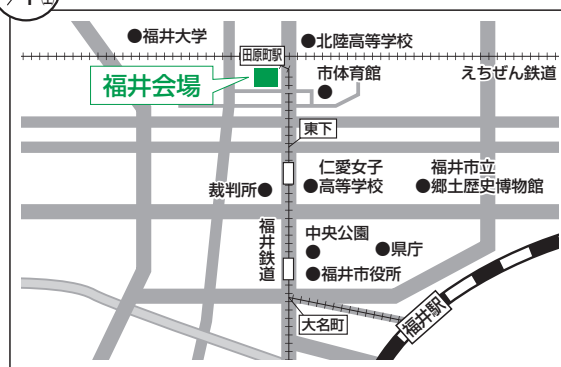 ●福井大学
●北陸高等学校
田原町駅
福井会場
市体育館
えちぜん鉄道
東下
仁愛女子
高等学校
福井市立
郷土歴史博物館
裁判所●
福井鉄道
中央公園
●県庁
●福井市役所
大名町
福井駅